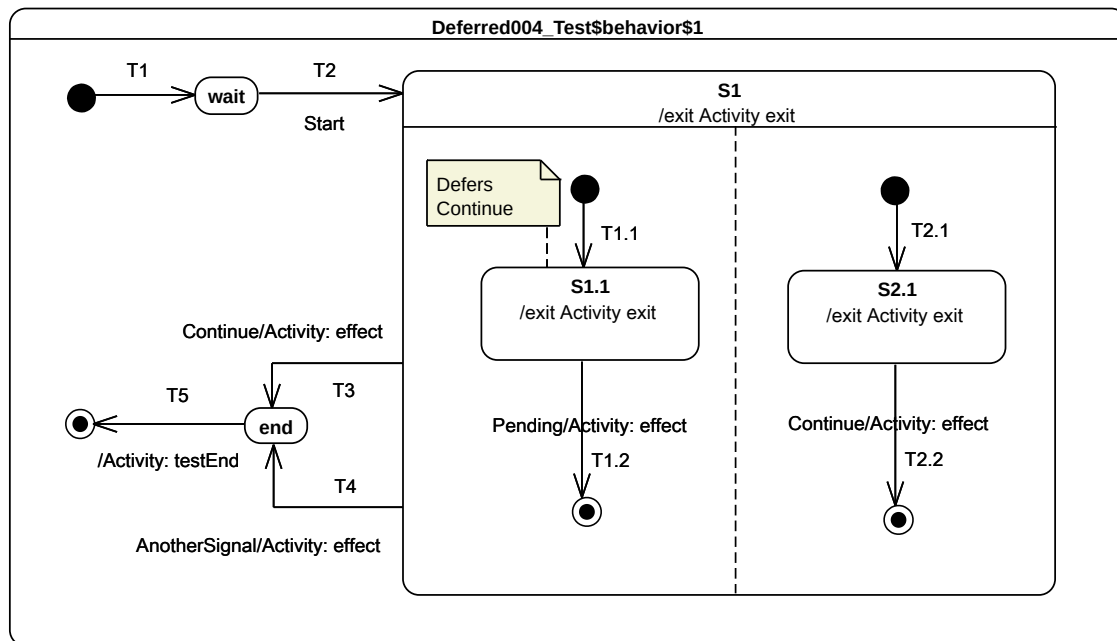 Deferred004_Test$behavior$1
T1
T2
wait
Start
S1
/exit Activity exit
Defers
Continue
T1.1
T2.1
S1.1
/exit Activity exit
S2.1
/exit Activity exit
Continue/Activity: effect
T3
T5
end
/Activity: testEnd
T4
AnotherSignal/Activity: effect
Pending/Activity: effect
T1.2
Continue/Activity: effect
T2.2